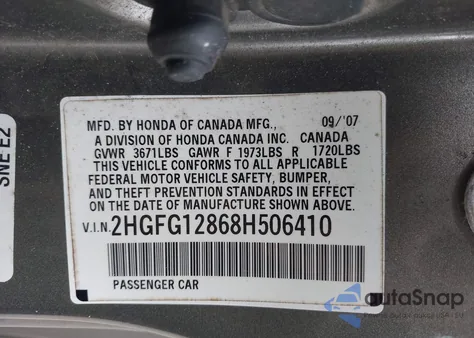 MFD. BY HONDA OF CANADA MFG., 09/'07
A DIVISION OF HONDA CANADA INC. CANADA
GVWR 3671LBS GAWR F 1973LBS R 1720LBS
THIS VEHICLE CONFORMS TO ALL APPLICABLE
FEDERAL MOTOR VEHICLE SAFETY, BUMPER,
AND THEFT PREVENTION STANDARDS IN EFFECT
ON THE DATE OF MANUFACTURE SHOWN ABOVE.
V.I.N. 2HGFG12868H506410
PASSENGER CAR
SNE E2
autaSnap